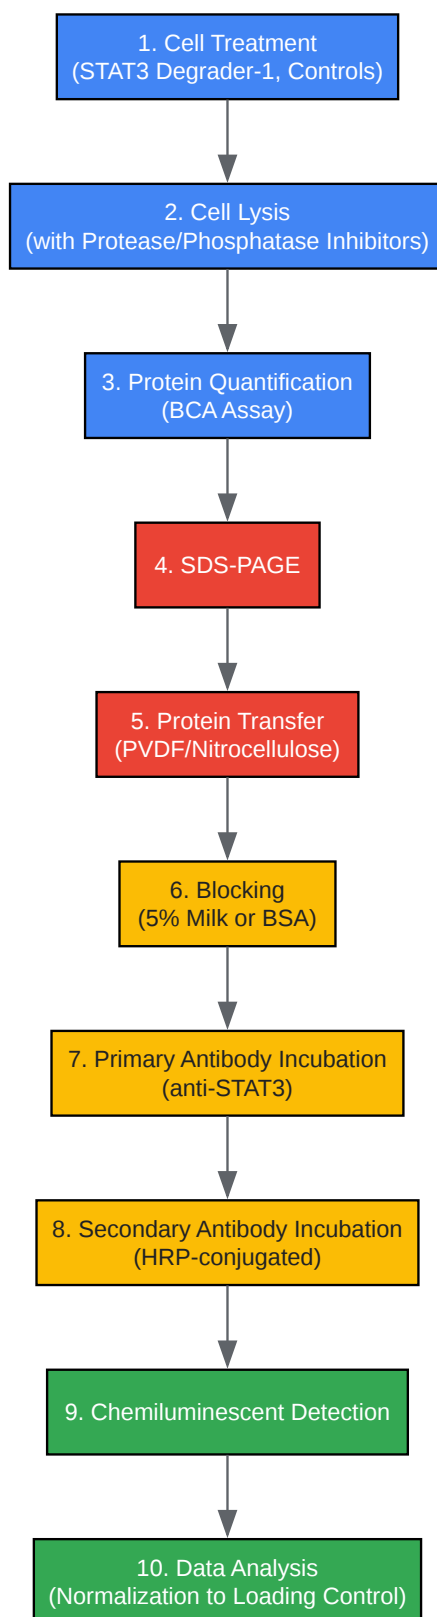 1. Cell Treatment
(STAT3 Degrader-1, Controls)
2. Cell Lysis
(with Protease/Phosphatase Inhibitors)
3. Protein Quantification
(BCA Assay)
4. SDS-PAGE
5. Protein Transfer
(PVDF/Nitrocellulose)
6. Blocking
(5% Milk or BSA)
7. Primary Antibody Incubation
(anti-STAT3)
8. Secondary Antibody Incubation
(HRP-conjugated)
9. Chemiluminescent Detection
10. Data Analysis
(Normalization to Loading Control)